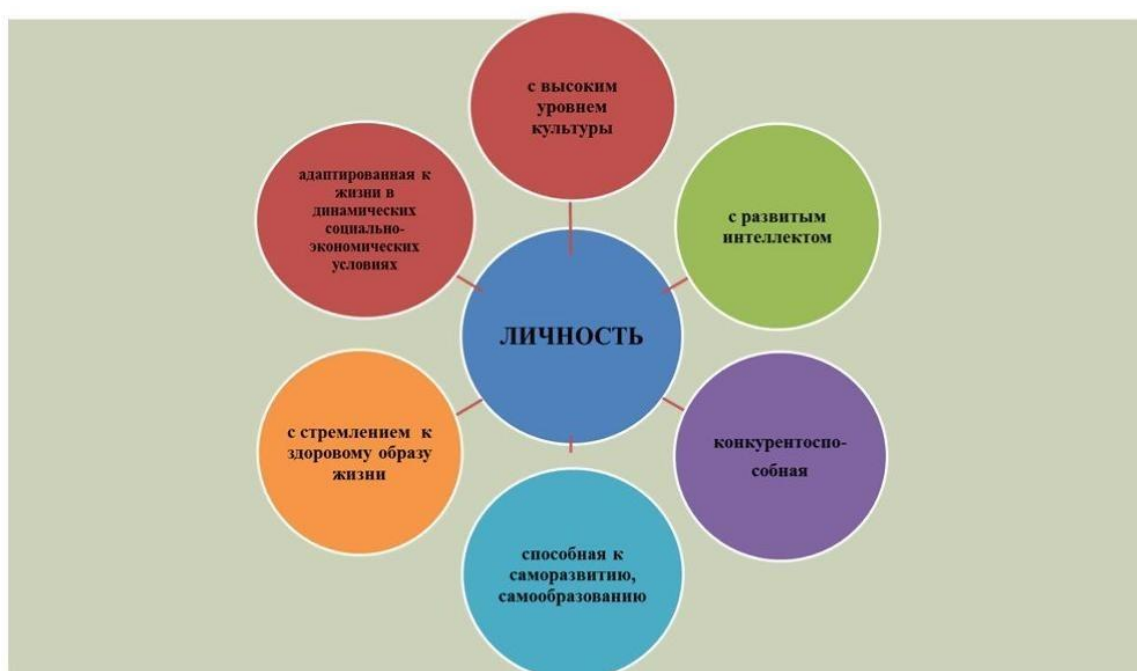 с высоким
уровнем
культуры
с развитым
интеллектом
конкурентоспо-
собная
способная к
саморазвитию,
самообразованию
с стремлением к
здоровому образу
жизни
адаптированная к
жизни в
динамических
социально-
экономических
условиях
ЛИЧНОСТЬ